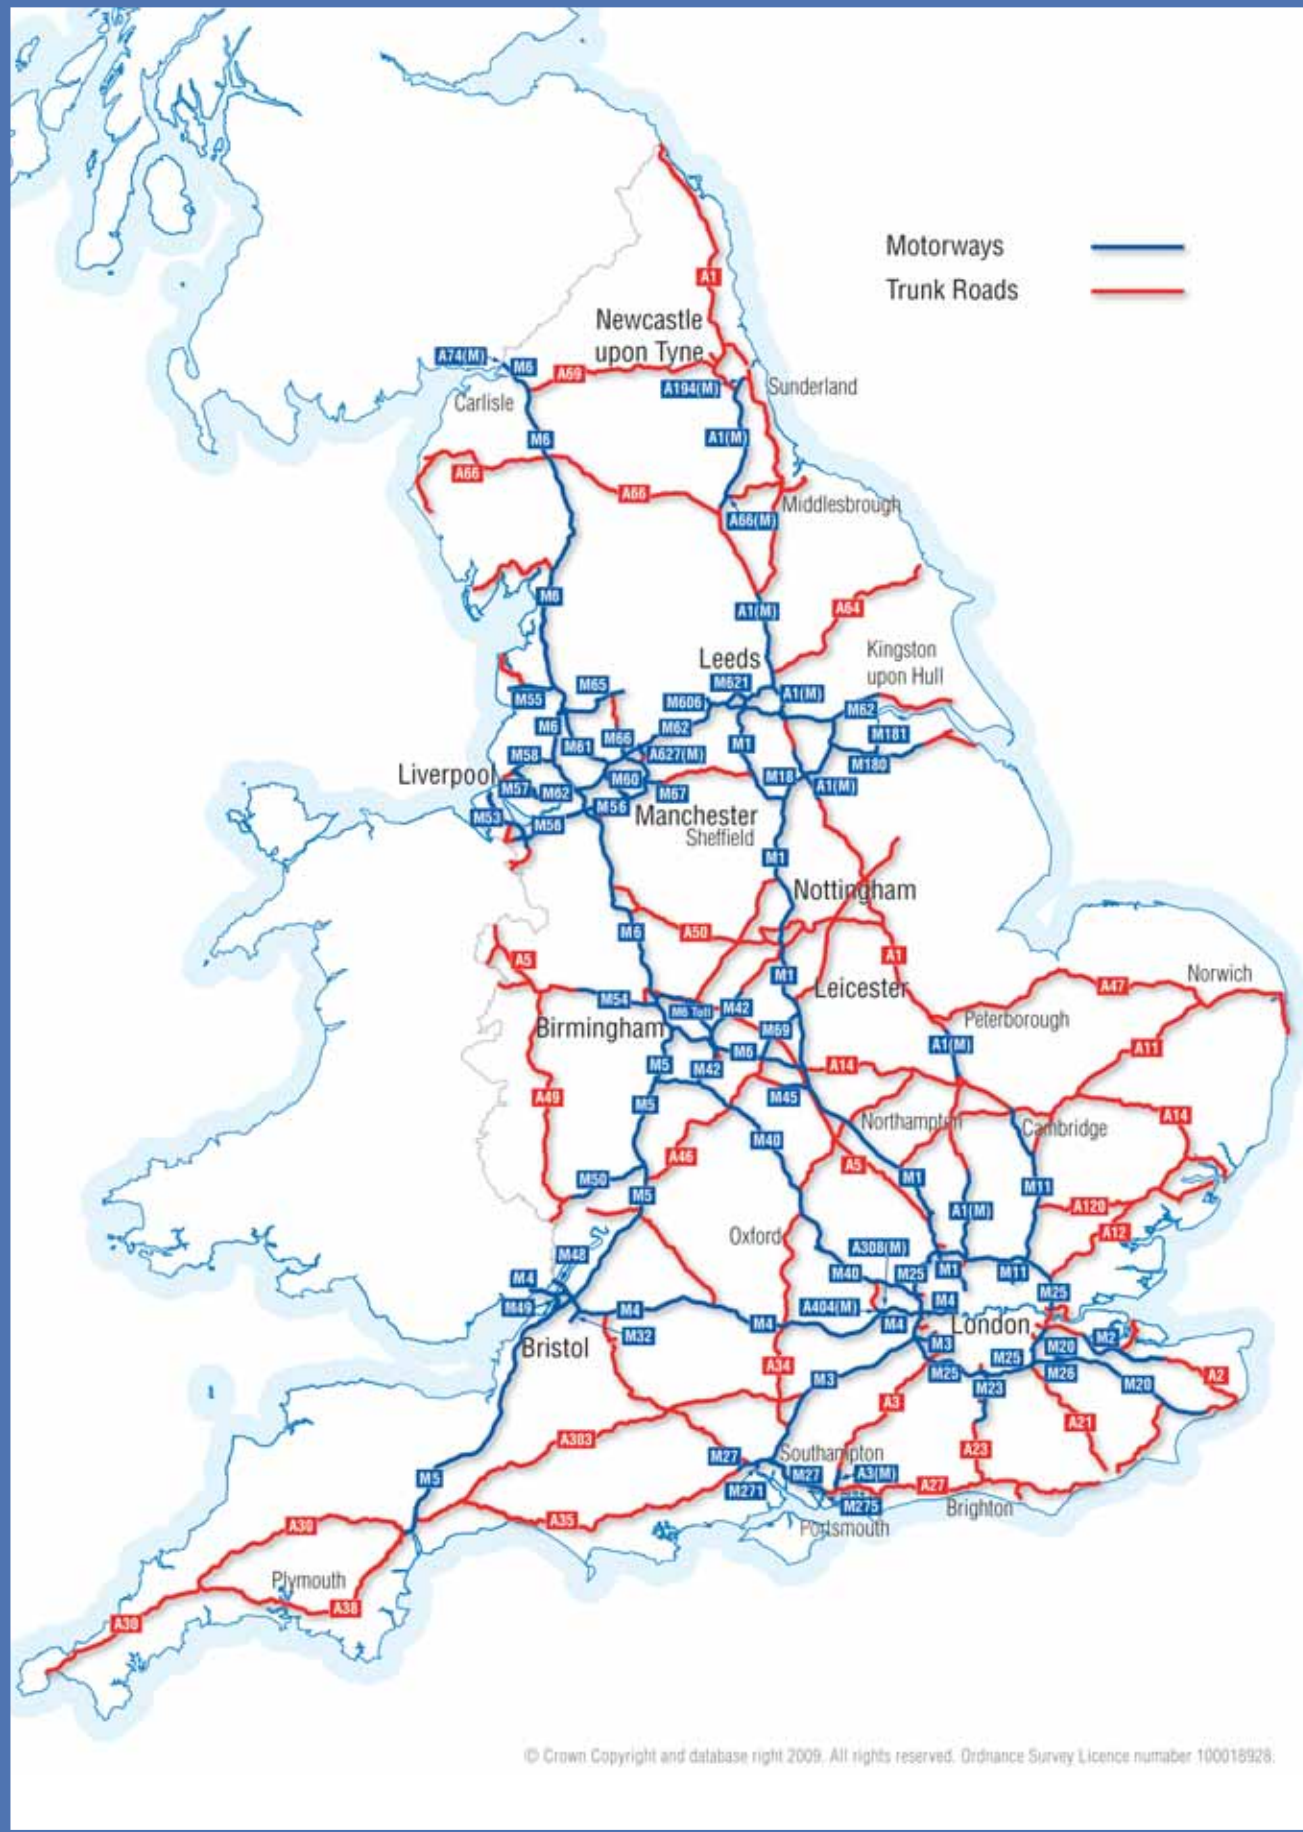 Motorways
Trunk Roads
A1
Newcastle
upon Tyne
A74(M)
M6
A69
A194(M)
Sunderland
Carlisle
M6
A1(M)
A66
A66
Middlesbrough
A66(M)
M6
A1(M)
A64
Kingston
upon Hull
Leeds
M621
M65
M55
M606
A1(M)
M62
M6
M62
M61
M66
M1
M181
M58
A627(M)
M180
Liverpool
M57
M62
M60
M67
M18
A1(M)
M53
M56
M56
Manchester
Sheffield
M1
Nottingham
M6
A50
A5
A1
M1
Leicester
A47
Norwich
M54
M6 Toll
M42
Peterborough
Birmingham
M69
A1(M)
A11
M6
M5
M42
A14
A49
M5
M45
Northampton
Cambridge
A14
M40
A46
A5
M50
M1
M11
M5
A1(M)
A120
Oxford
A308(M)
A12
M48
M40
M25
M1
M11
M4
M25
M49
M4
A404(M)
M4
M4
M4
London
M32
Bristol
M3
M20
M2
A34
M25
M25
M26
M3
M23
M20
A2
A3
A21
A303
M27
Southampton
A23
M5
M27
A3(M)
M271
A27
M275
Brighton
A30
A35
Portsmouth
Plymouth
A38
A30
© Crown Copyright and database right 2009. All rights reserved. Ordnance Survey Licence number 100018928.